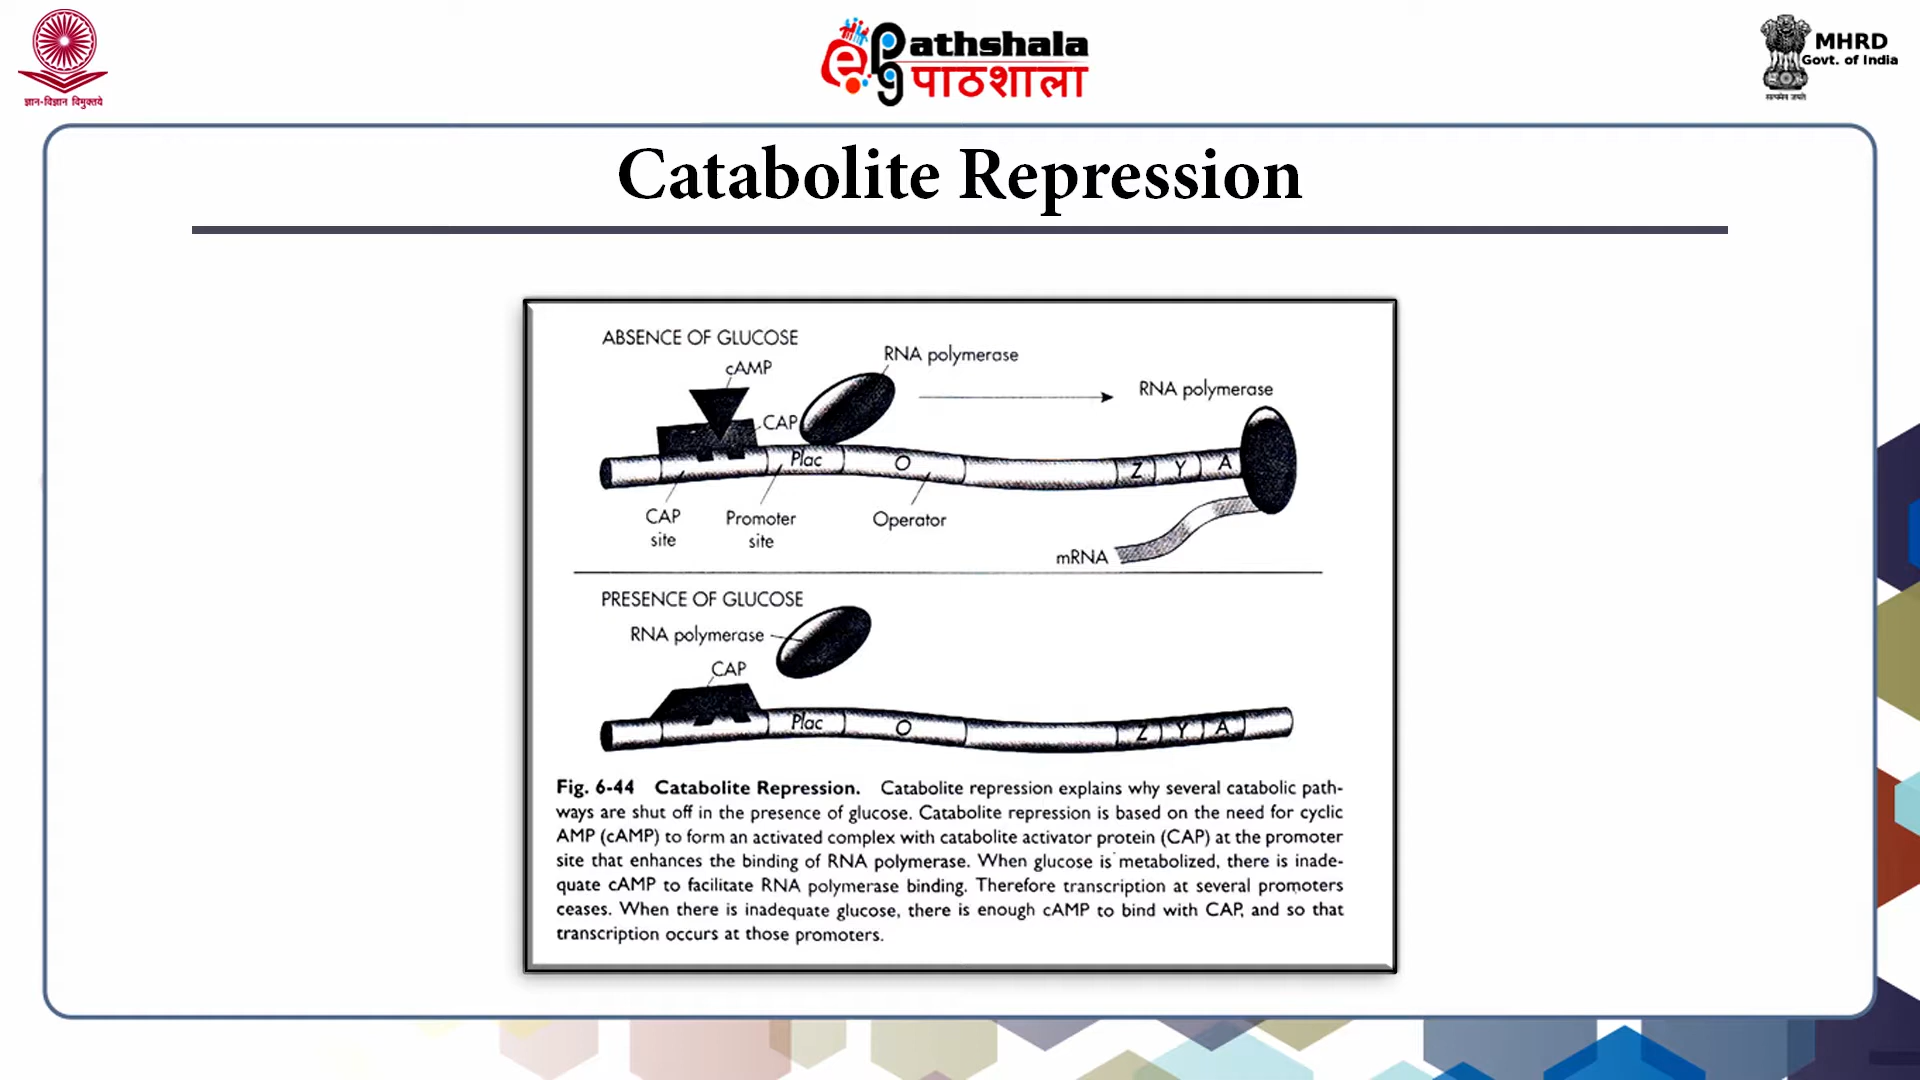 ज्ञान-विज्ञान विमुक्तये
e
PG
athshala
पाठशाला
MHRD
Govt. of India
सत्यमेव जयते
Catabolite Repression
ABSENCE OF GLUCOSE
cAMP
RNA polymerase
RNA polymerase
CAP
Plac
O
Z
Y
A
CAP
site
Promoter
site
Operator
mRNA
PRESENCE OF GLUCOSE
RNA polymerase
CAP
Plac
O
Z
Y
A
Fig. 6-44 Catabolite Repression. Catabolite repression explains why several catabolic path-
ways are shut off in the presence of glucose. Catabolite repression is based on the need for cyclic
AMP (cAMP) to form an activated complex with catabolite activator protein (CAP) at the promoter
site that enhances the binding of RNA polymerase. When glucose is metabolized, there is inade-
quate cAMP to facilitate RNA polymerase binding. Therefore transcription at several promoters
ceases. When there is inadequate glucose, there is enough cAMP to bind with CAP, and so that
transcription occurs at those promoters.